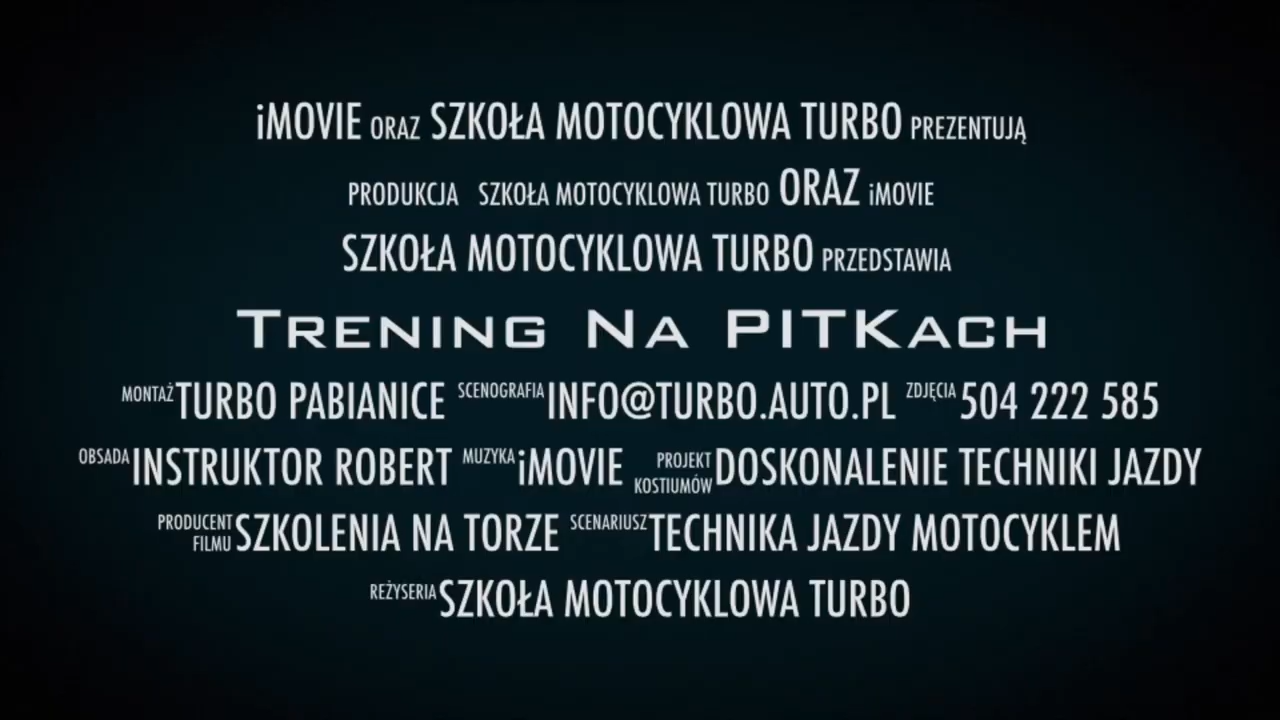 iMOVIE ORAZ SZKOŁA MOTOCYKLOWA TURBO PREZENTUJĄ
PRODUKCJA SZKOŁA MOTOCYKLOWA TURBO ORAZ iMOVIE
SZKOŁA MOTOCYKLOWA TURBO PRZEDSTAWIA
TRENING NA PITKACH
MONTAŻ TURBO PABIANICE SCENOGRAFIA INFO@TURBO.AUTO.PL ZDJĘCIA 504 222 585
OBSADA INSTRUKTOR ROBERT MUZYKA iMOVIE PROJEKT KOSTIUMÓW DOSKONALENIE TECHNIKI JAZDY
PRODUCENT FILMU SZKOLENIA NA TORZE SCENARIUSZ TECHNIKA JAZDY MOTOCYKLEM
REŻYSERIA SZKOŁA MOTOCYKLOWA TURBO